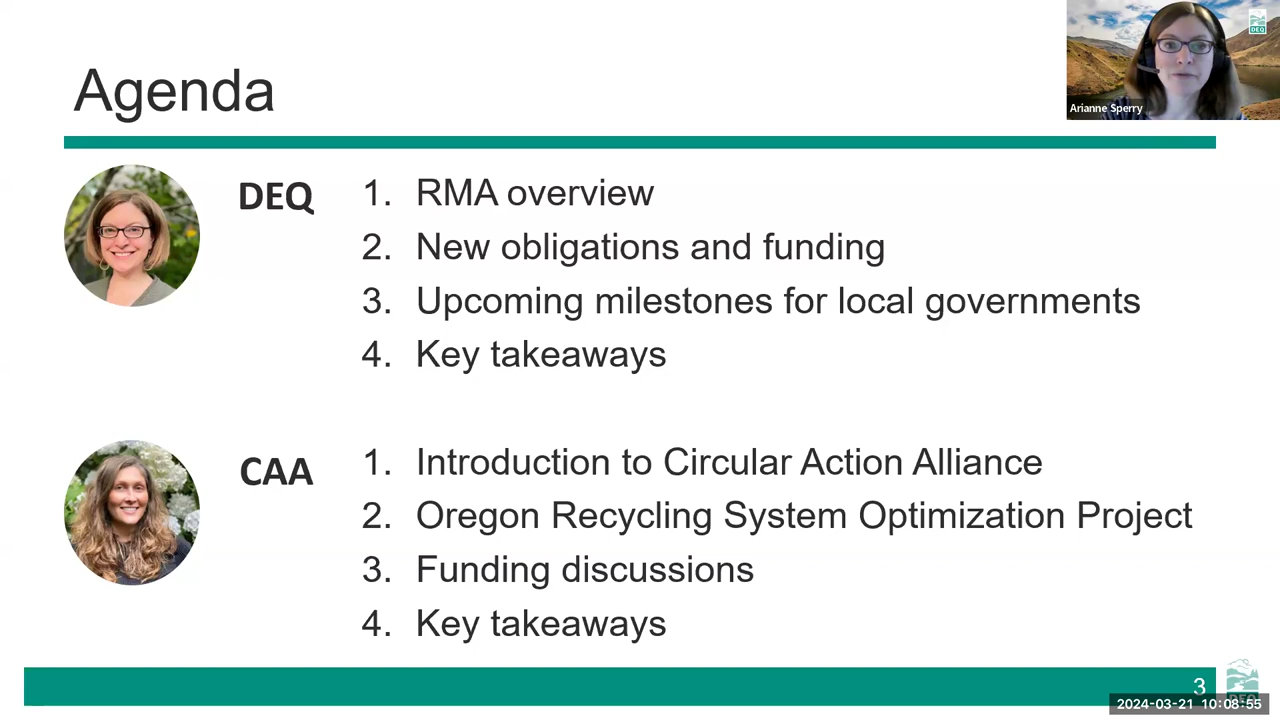 Agenda
DEQ
Arianne Sperry
DEQ
1. RMA overview
2. New obligations and funding
3. Upcoming milestones for local governments
4. Key takeaways
CAA
1. Introduction to Circular Action Alliance
2. Oregon Recycling System Optimization Project
3. Funding discussions
4. Key takeaways
3
DEQ
2024-03-21 10:08:55